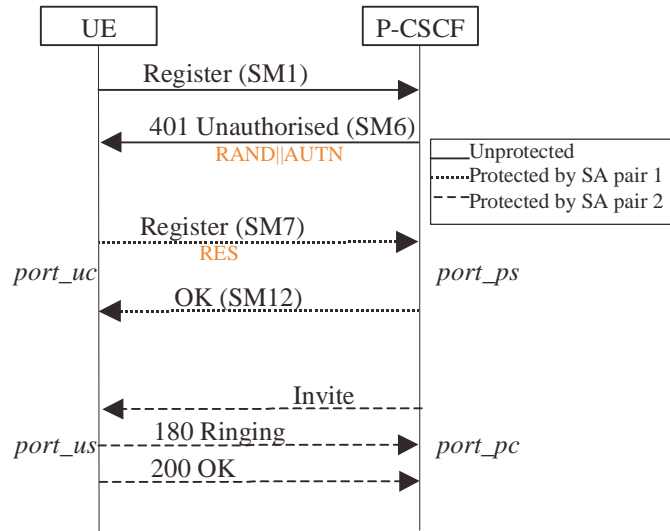 UE
P-CSCF
Register (SM1)
401 Unauthorised (SM6)
RAND||AUTN
Unprotected
Protected by SA pair 1
Protected by SA pair 2
Register (SM7)
RES
port_uc
port_ps
OK (SM12)
Invite
port_us
180 Ringing
port_pc
200 OK